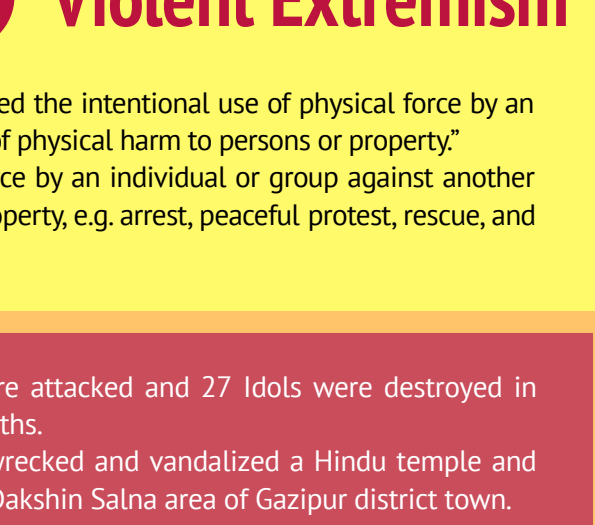 Violent Extremism
ed the intentional use of physical force by an
of physical harm to persons or property.”
ce by an individual or group against another
operty, e.g. arrest, peaceful protest, rescue, and
re attacked and 27 Idols were destroyed in
ths.
wrecked and vandalized a Hindu temple and
Dakshin Salna area of Gazipur district town.